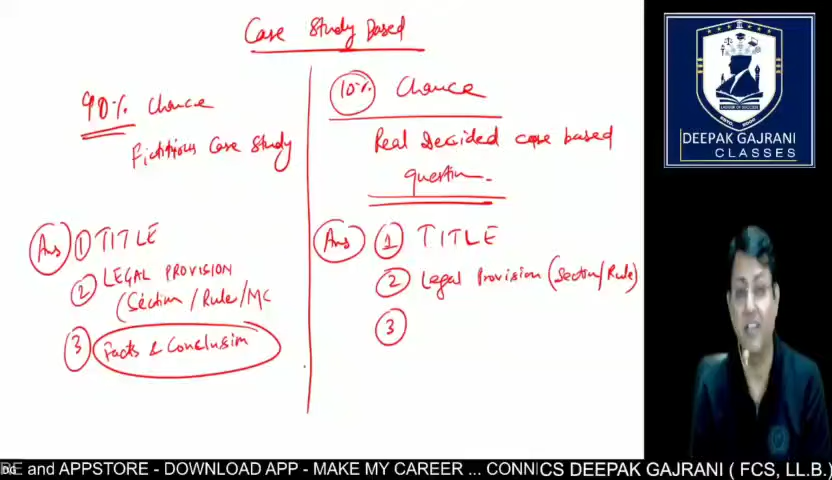 Case Study Based
90% Chance
Fictitious Case Study
Ans ① TITLE
② LEGAL PROVISION
(Section / Rule / MC
③ Facts & Conclusion
10% Chance
Real Decided case based
question.
Ans ① TITLE
② Legal Provision (Section/Rule)
③
DEEPAK GAJRANI
CLASSES
and APPSTORE - DOWNLOAD APP - MAKE MY CAREER ... CONNICS DEEPAK GAJRANI ( FCS, LL.B.)